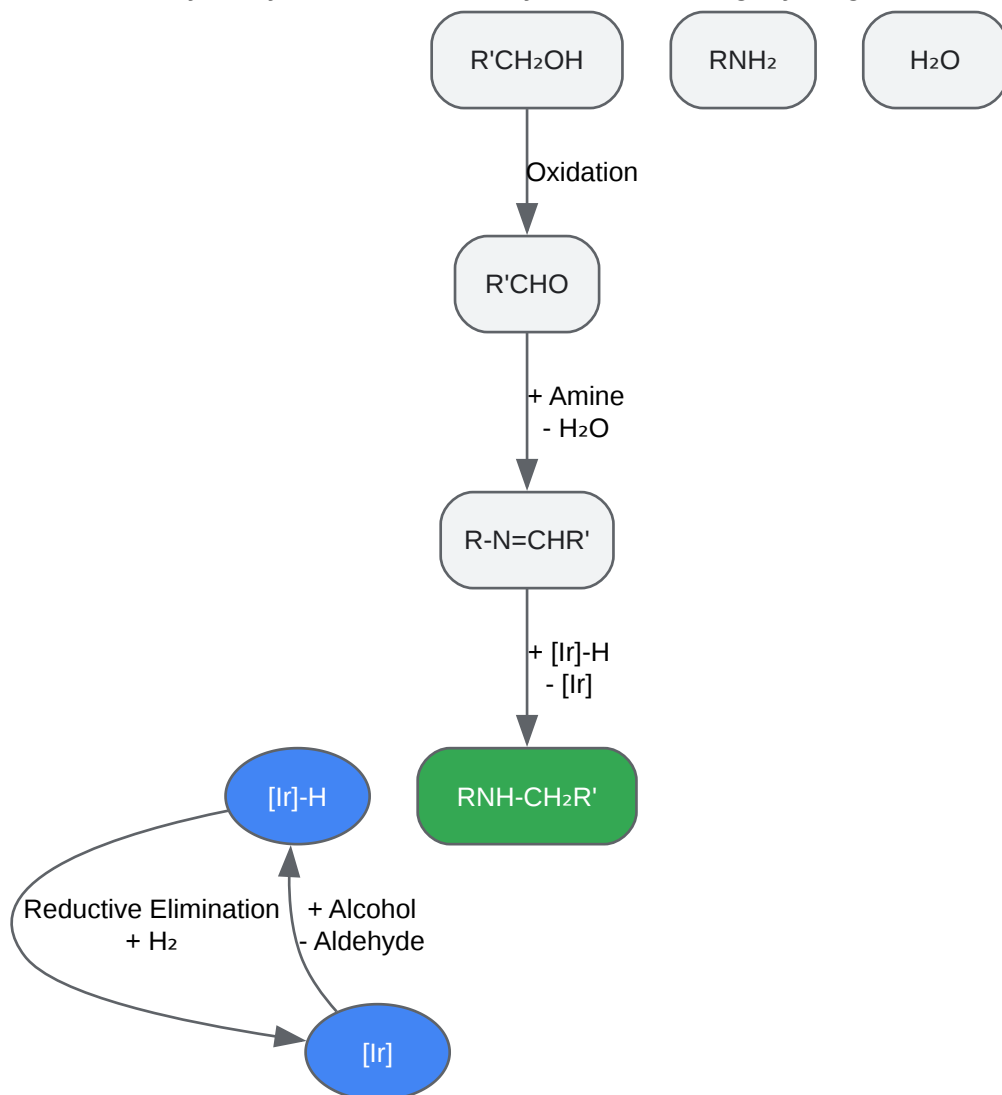 R'CH₂OH
RNH₂
H₂O
Oxidation
R'CHO
+ Amine
- H₂O
R-N=CHR'
+ [Ir]-H
- [Ir]
[Ir]-H
RNH-CH₂R'
Reductive Elimination
+ H₂
+ Alcohol
- Aldehyde
[Ir]